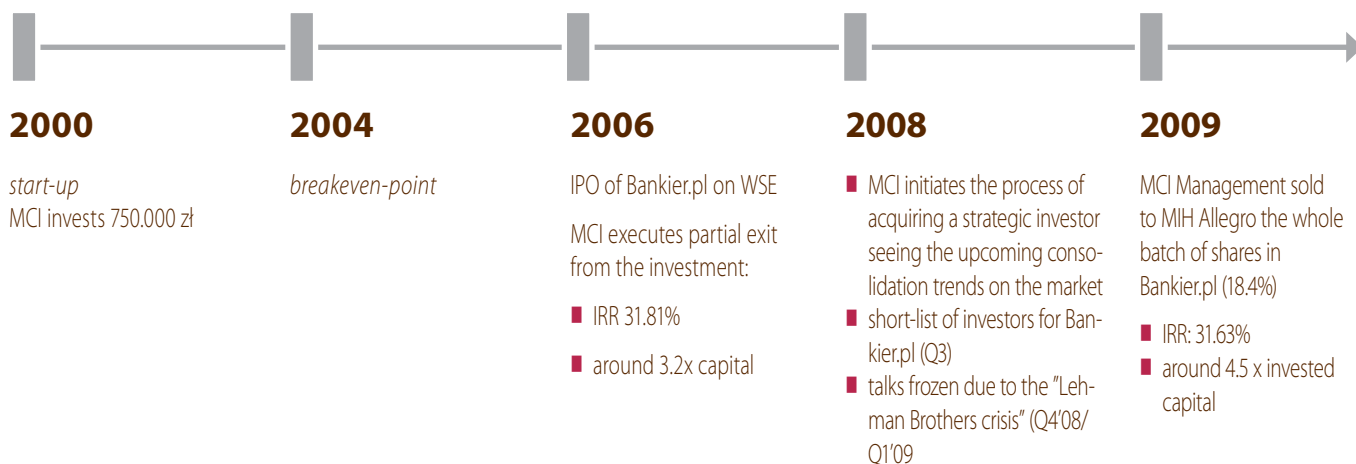 2000
start-up
MCI invests 750.000 zł
2004
breakeven-point
2006
IPO of Bankier.pl on WSE
MCI executes partial exit
from the investment:
IRR 31.81%
around 3.2x capital
2008
MCI initiates the process of
acquiring a strategic investor
seeing the upcoming conso-
lidation trends on the market
short-list of investors for Ban-
kier.pl (Q3)
talks frozen due to the "Leh-
man Brothers crisis" (Q4'08/
Q1'09
2009
MCI Management sold
to MIH Allegro the whole
batch of shares in
Bankier.pl (18.4%)
IRR: 31.63%
around 4.5 x invested
capital